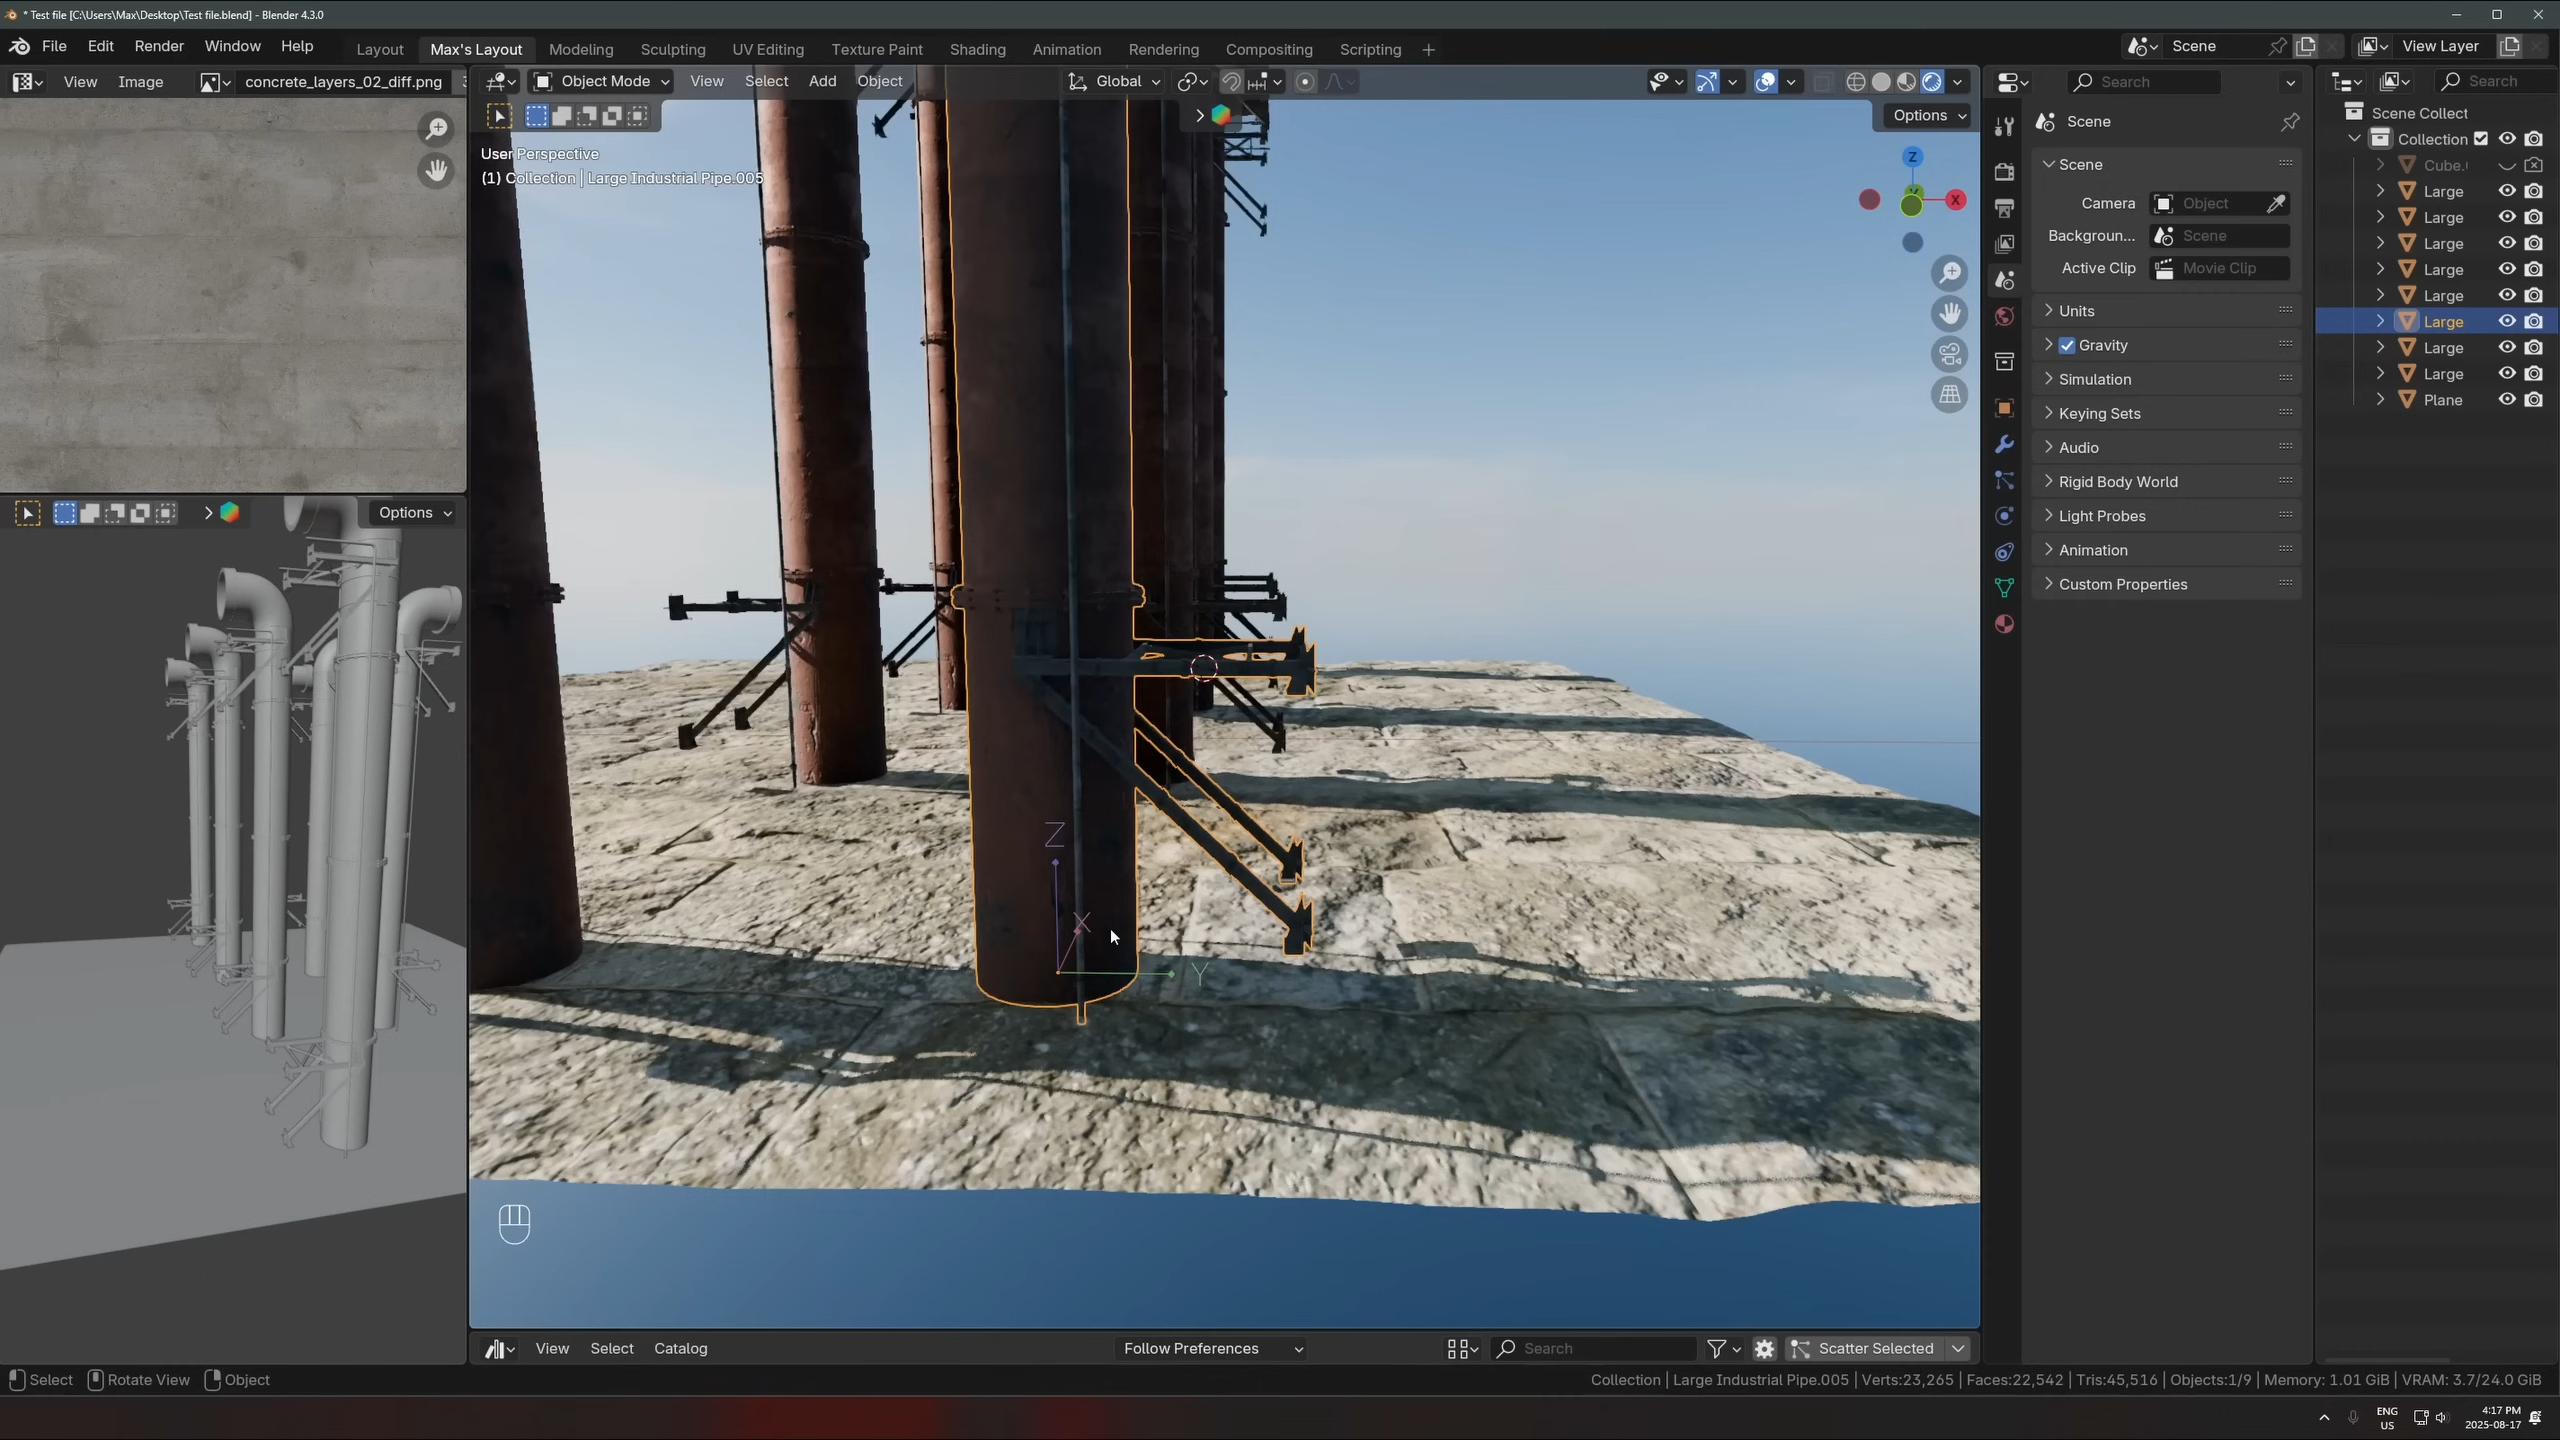 * Test file [C:\Users\Max\Desktop\Test file.blend] - Blender 4.3.0
File Edit Render Window Help Layout Max's Layout Modeling Sculpting UV Editing Texture Paint Shading Animation Rendering Compositing Scripting + Scene View Layer
View Image concrete_layers_02_diff.png
Object Mode View Select Add Object Global
Search
Search
Options
User Perspective
(1) Collection | Large Industrial Pipe.005
Z
X
Options
Z
X
Y
Scene
Scene
Camera Object
Backgroun... Scene
Active Clip Movie Clip
Units
Gravity
Simulation
Keying Sets
Audio
Rigid Body World
Light Probes
Animation
Custom Properties
Scene Collect
Collection
Cube.
Large
Large
Large
Large
Large
Large
Large
Large
Plane
View Select Catalog Follow Preferences Search Scatter Selected
Select Rotate View Object
Collection | Large Industrial Pipe.005 | Verts:23,265 | Faces:22,542 | Tris:45,516 | Objects:1/9 | Memory: 1.01 GiB | VRAM: 3.7/24.0 GiB
ENG
US
4:17 PM
2025-08-17